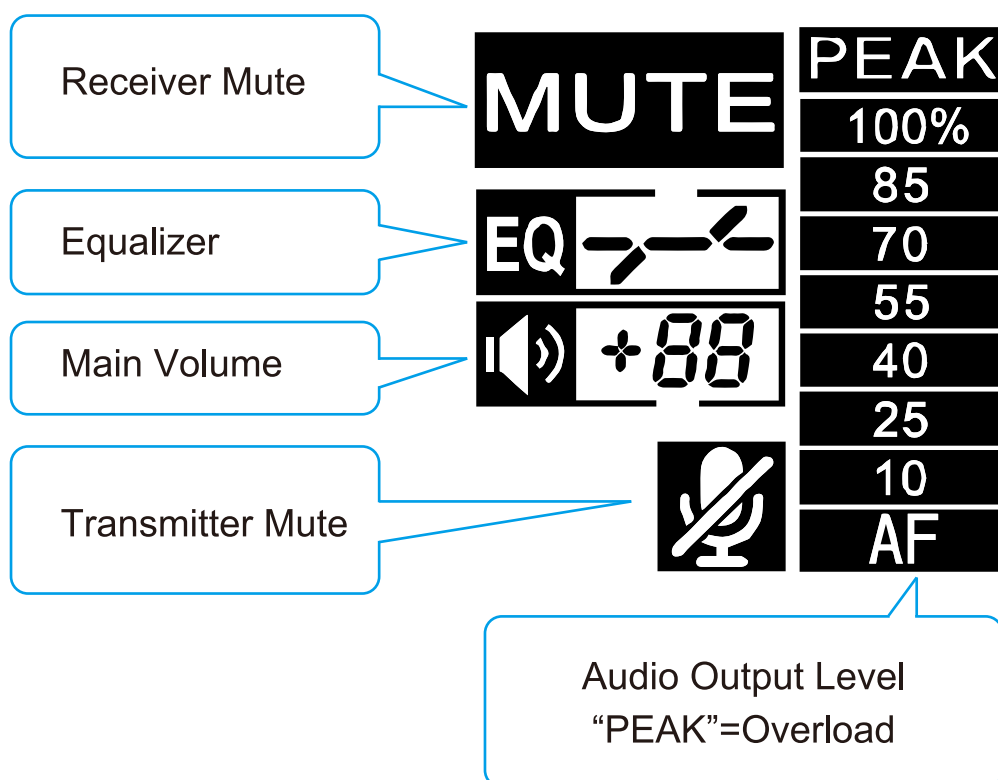 Receiver Mute
MUTE
Equalizer
EQ
Main Volume
+88
Transmitter Mute
PEAK
100%
85
70
55
40
25
10
AF
Audio Output Level
“PEAK”=Overload